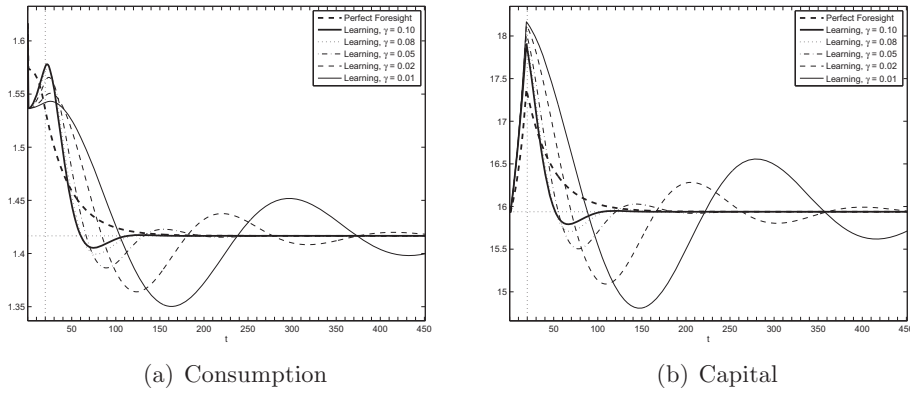 1.6
1.55
1.5
1.45
1.4
1.35
50 100 150 200 250 300 350 400 450
t
Perfect Foresight
Learning, γ = 0.10
Learning, γ = 0.08
Learning, γ = 0.05
Learning, γ = 0.02
Learning, γ = 0.01
(a) Consumption
18
17.5
17
16.5
16
15.5
15
50 100 150 200 250 300 350 400 450
t
Perfect Foresight
Learning, γ = 0.10
Learning, γ = 0.08
Learning, γ = 0.05
Learning, γ = 0.02
Learning, γ = 0.01
(b) Capital